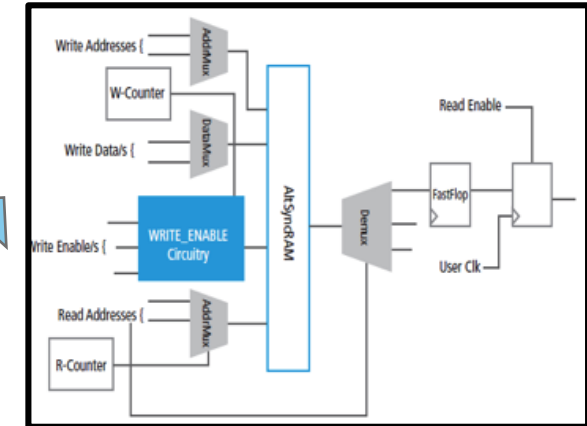 Write Addresses {
AddrMux
W-Counter
Read Enable
Write Data/s {
DataMux
AltSyncRAM
FastFlop
Demux
Write Enable/s {
WRITE_ENABLE
Circuitry
User Clk
Read Addresses {
AddrMux
R-Counter